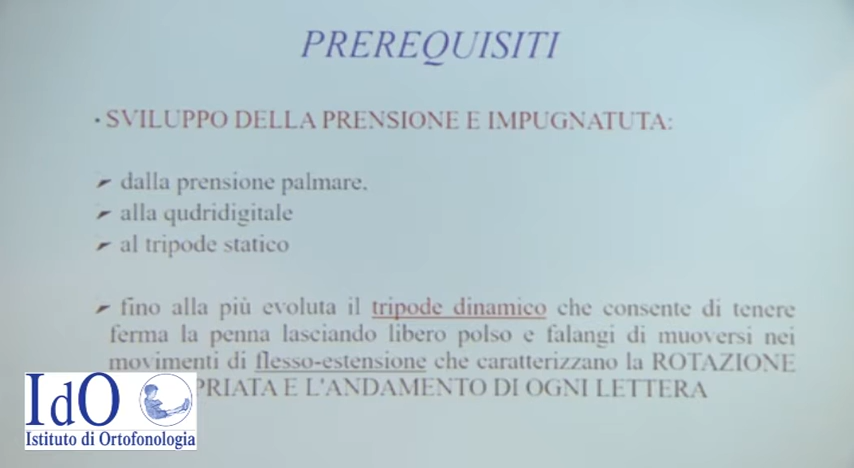 PREREQUISITI
• SVILUPPO DELLA PRENSIONE E IMPUGNATUTA:
➤ dalla prensione palmare.
➤ alla qudridigitale
➤ al tripode statico
➤ fino alla più evoluta il tripode dinamico che consente di tenere
ferma la penna lasciando libero polso e falangi di muoversi nei
movimenti di flesso-estensione che caratterizzano la ROTAZIONE
PRIATA E L'ANDAMENTO DI OGNI LETTERA
IdO
Istituto di Ortofonologia